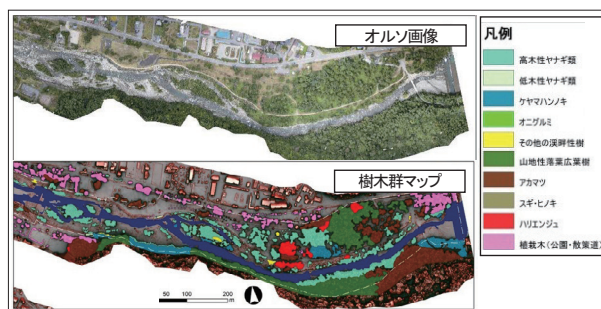 オルソ画像
樹木群マップ
50 100 200
m
凡例
高木性ヤナギ類
低木性ヤナギ類
ケヤマハンノキ
オニグルミ
その他の渓畔性樹
山地性落葉広葉樹
アカマツ
スギ・ヒノキ
ハリエンジュ
植栽木（公園・散策道）